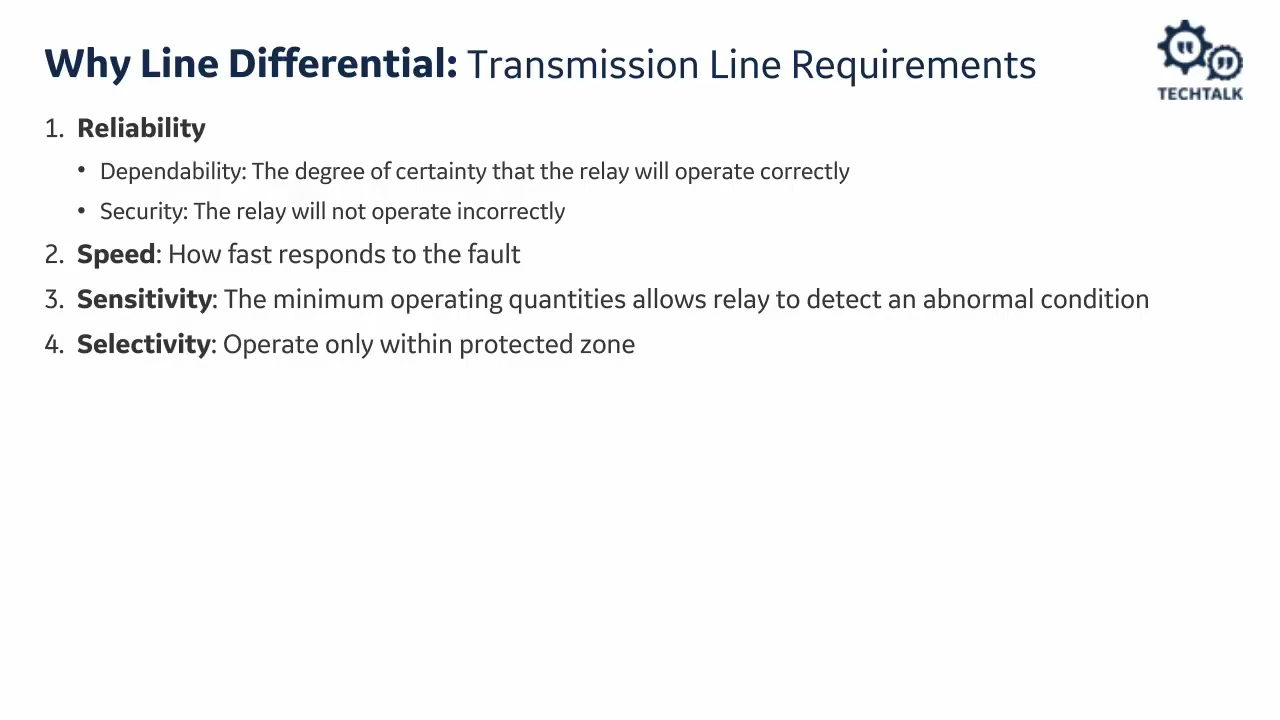 Why Line Differential: Transmission Line Requirements
TECHTALK
1. Reliability
• Dependability: The degree of certainty that the relay will operate correctly
• Security: The relay will not operate incorrectly
2. Speed: How fast responds to the fault
3. Sensitivity: The minimum operating quantities allows relay to detect an abnormal condition
4. Selectivity: Operate only within protected zone